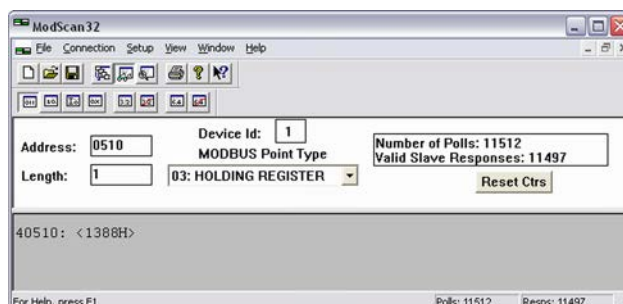 ModScan32
File Connection Setup View Window Help
Address: 0510
Device Id: 1
MODBUS Point Type
Length: 1
03: HOLDING REGISTER
Number of Polls: 11512
Valid Slave Responses: 11497
Reset Ctrs
40510: <1388H>
For Help, press F1
Polls: 11512
Resps: 11497